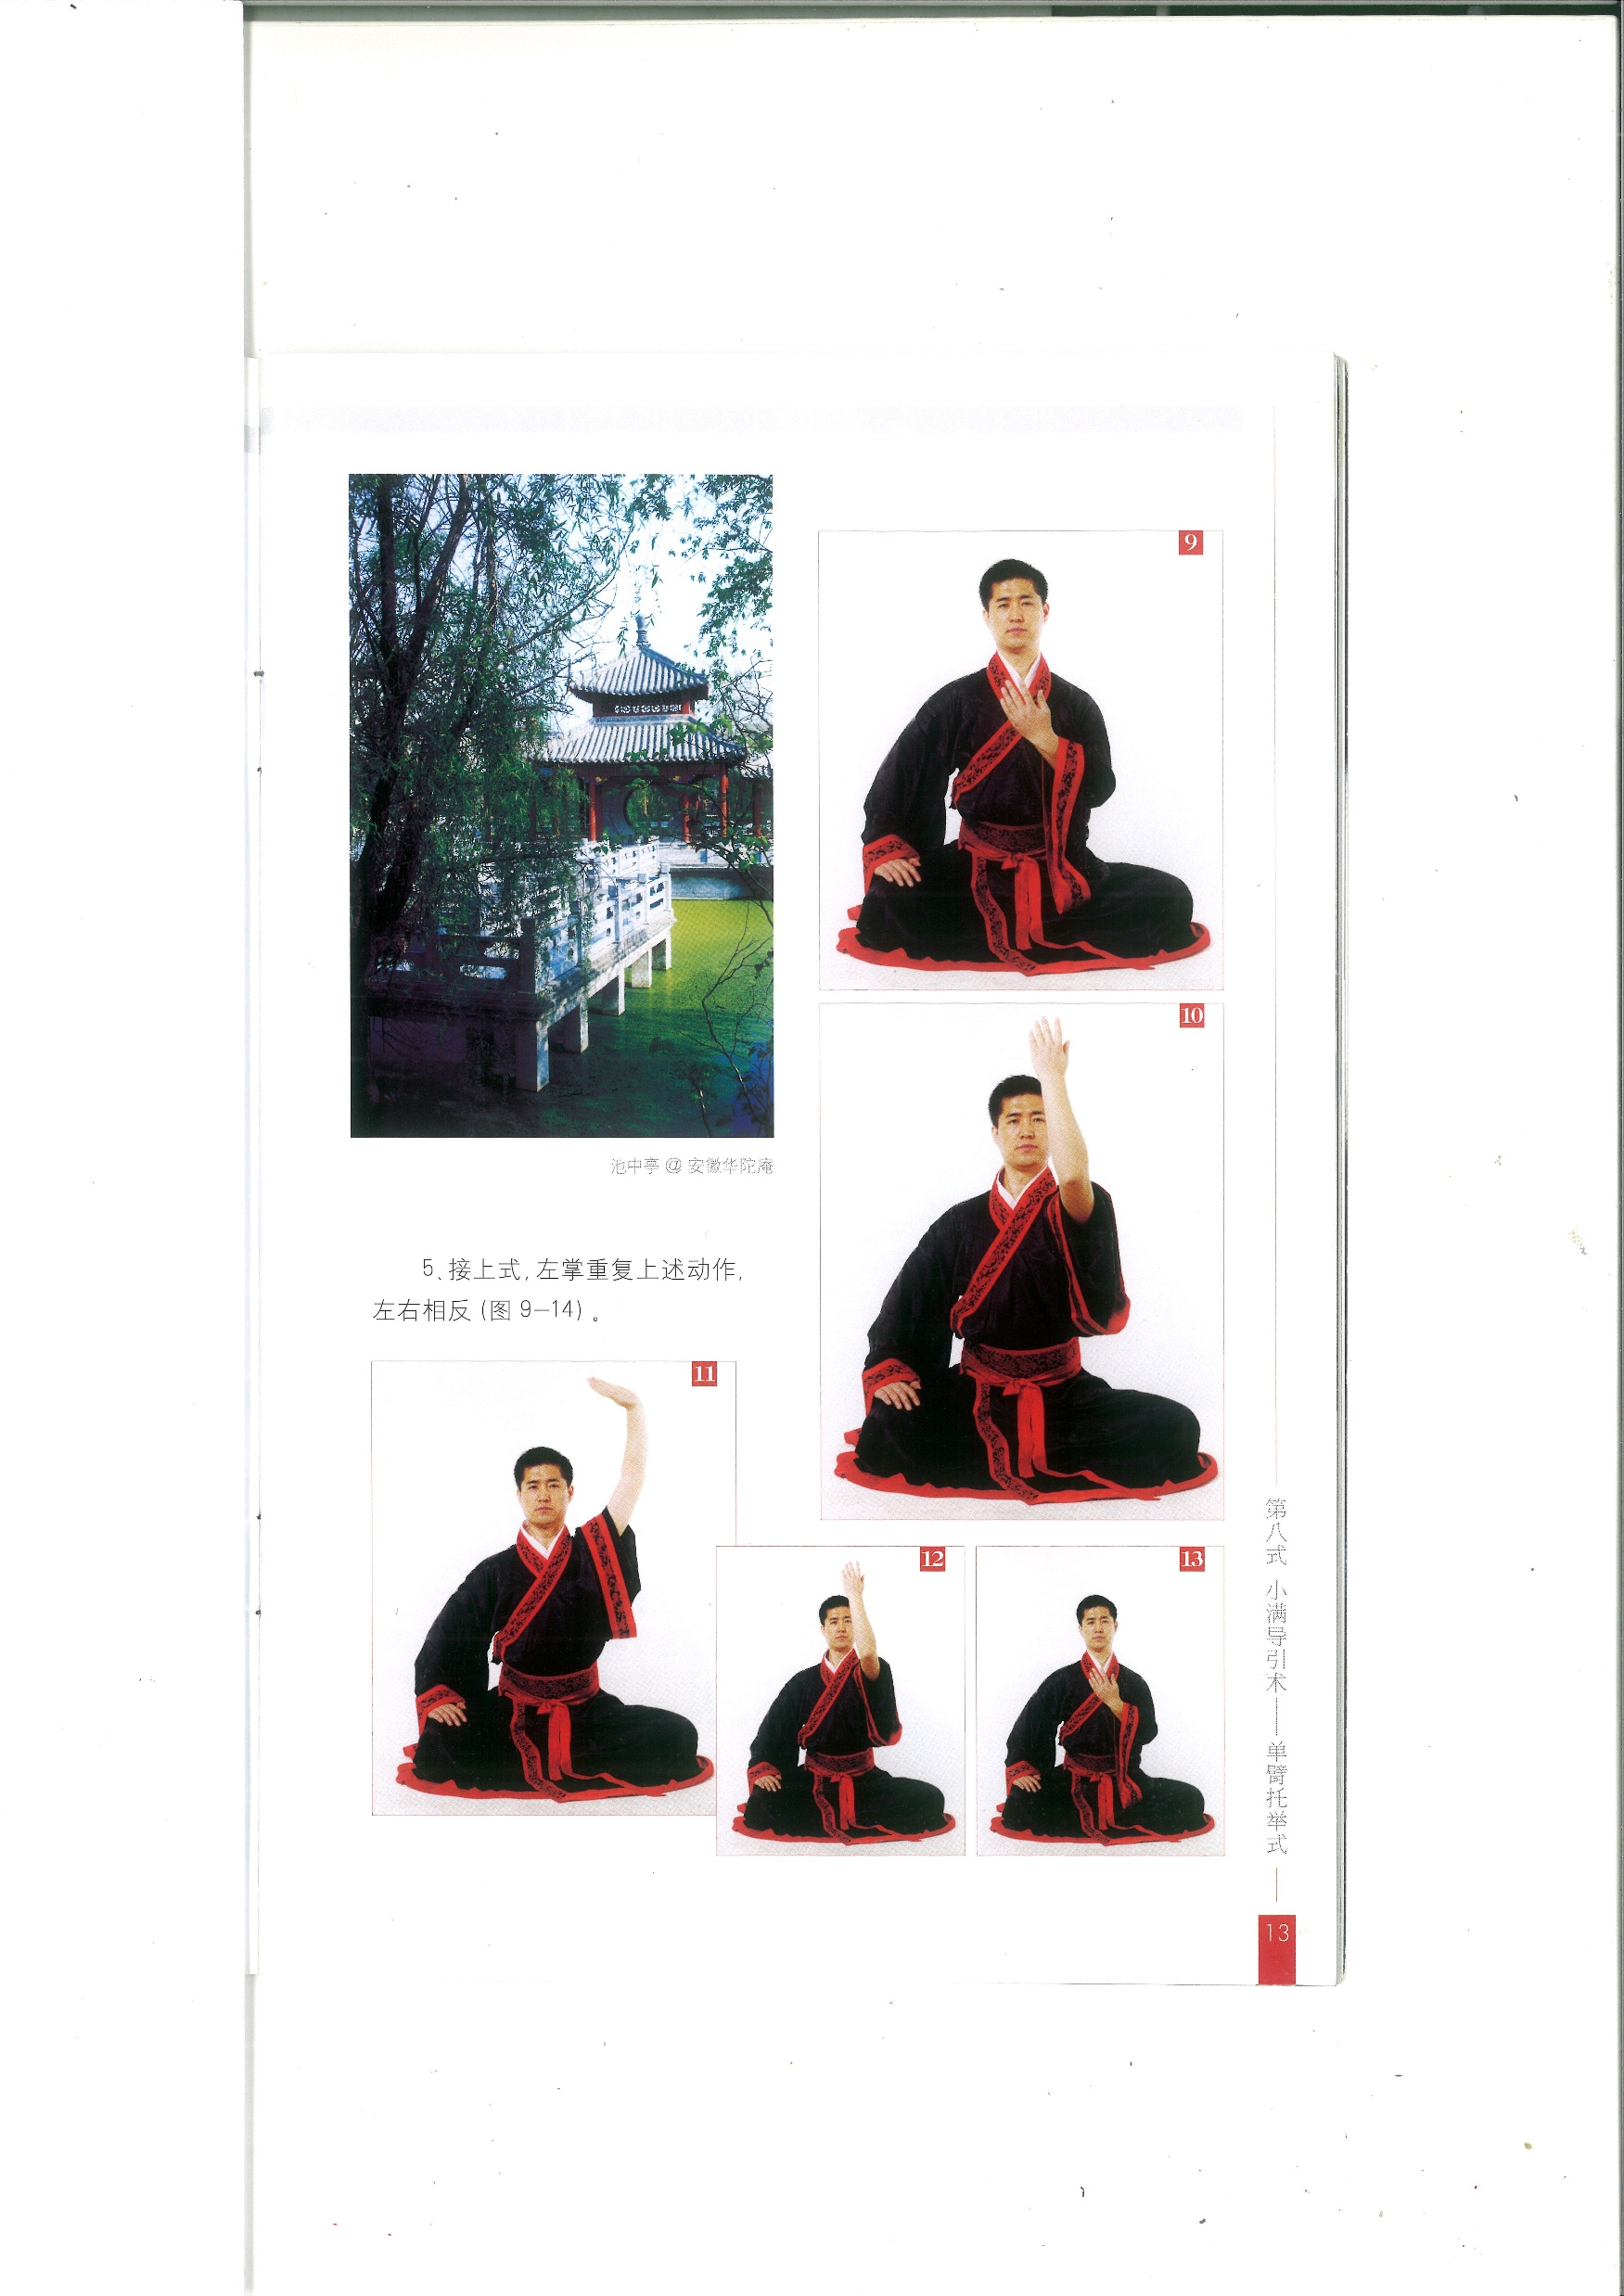 9
池中亭 @ 安徽华陀庵
10
5、接上式，左掌重复上述动作，
左右相反（图 9—14）。
11
12
13
第八式 小满导引术——单臂托举式
13